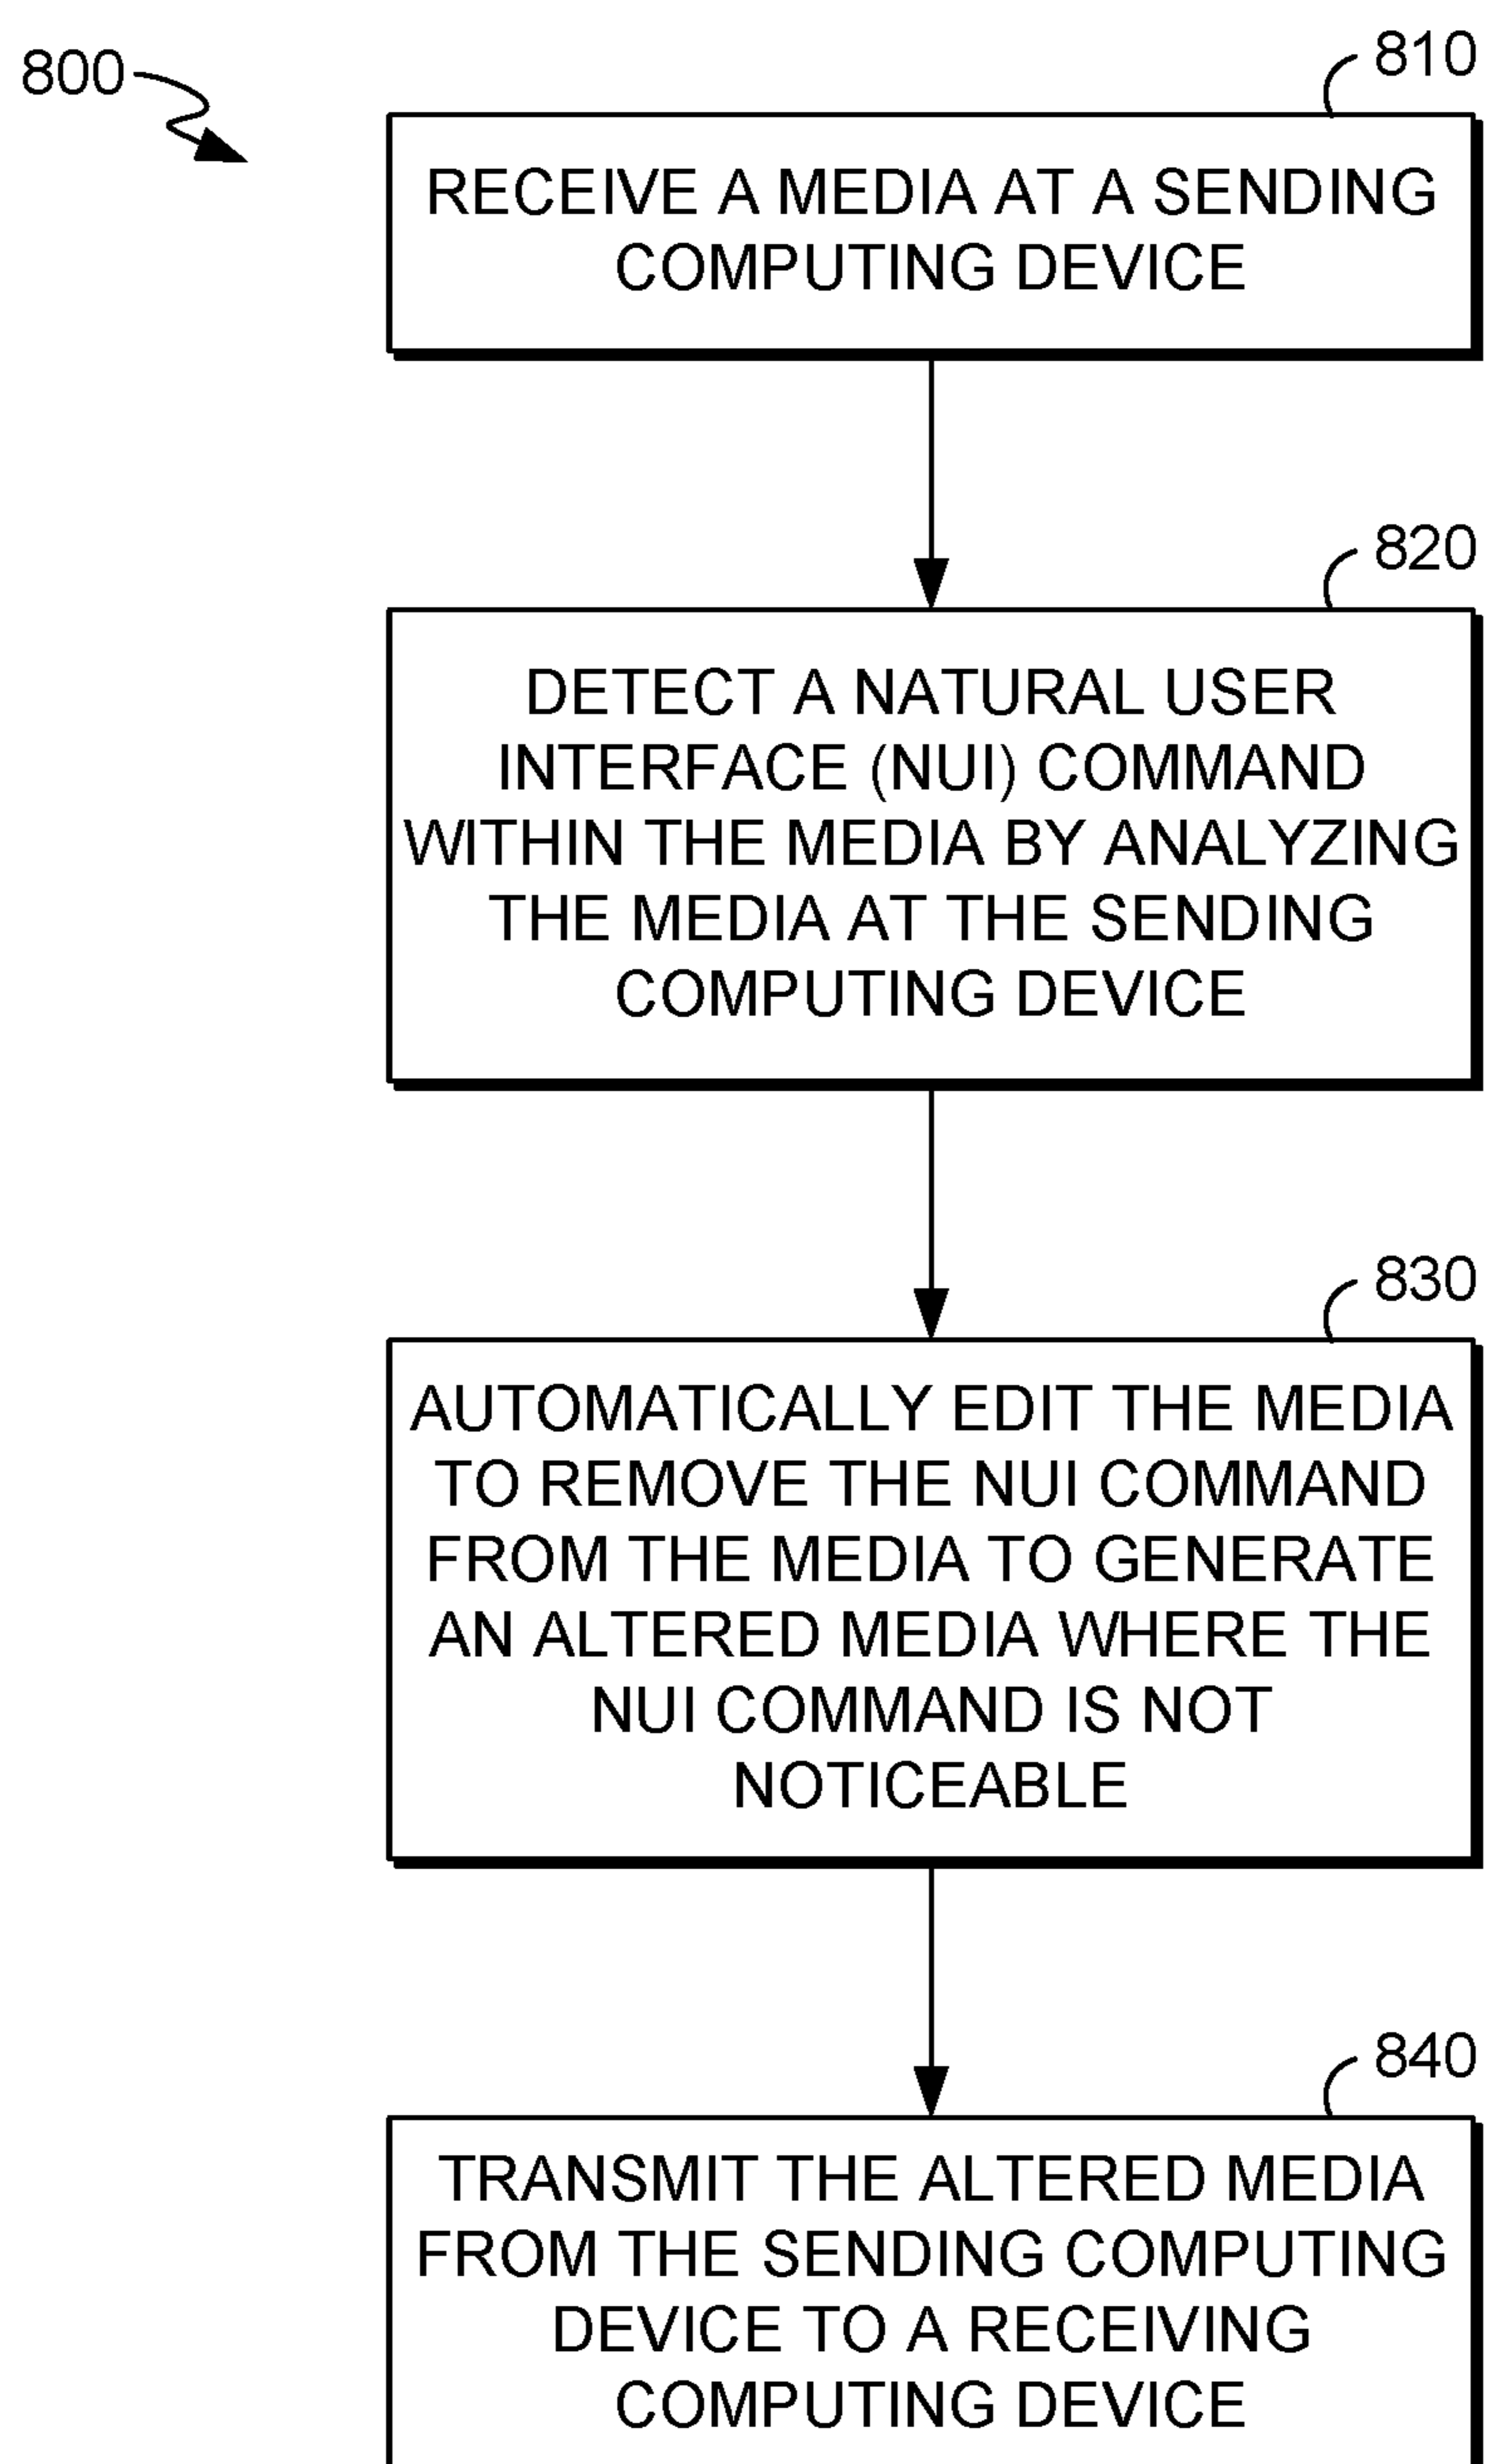 800
810
RECEIVE A MEDIA AT A SENDING
COMPUTING DEVICE
820
DETECT A NATURAL USER
INTERFACE (NUI) COMMAND
WITHIN THE MEDIA BY ANALYZING
THE MEDIA AT THE SENDING
COMPUTING DEVICE
830
AUTOMATICALLY EDIT THE MEDIA
TO REMOVE THE NUI COMMAND
FROM THE MEDIA TO GENERATE
AN ALTERED MEDIA WHERE THE
NUI COMMAND IS NOT
NOTICEABLE
840
TRANSMIT THE ALTERED MEDIA
FROM THE SENDING COMPUTING
DEVICE TO A RECEIVING
COMPUTING DEVICE